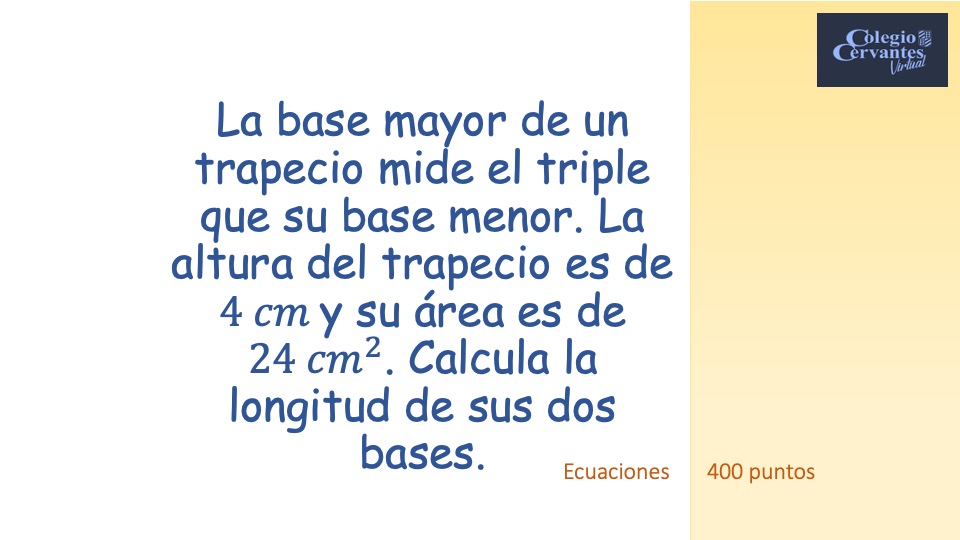 Colegio
Cervantes
Virtual
La base mayor de un
trapecio mide el triple
que su base menor. La
altura del trapecio es de
4 cm y su área es de
24 cm². Calcula la
longitud de sus dos
bases.
Ecuaciones
400 puntos